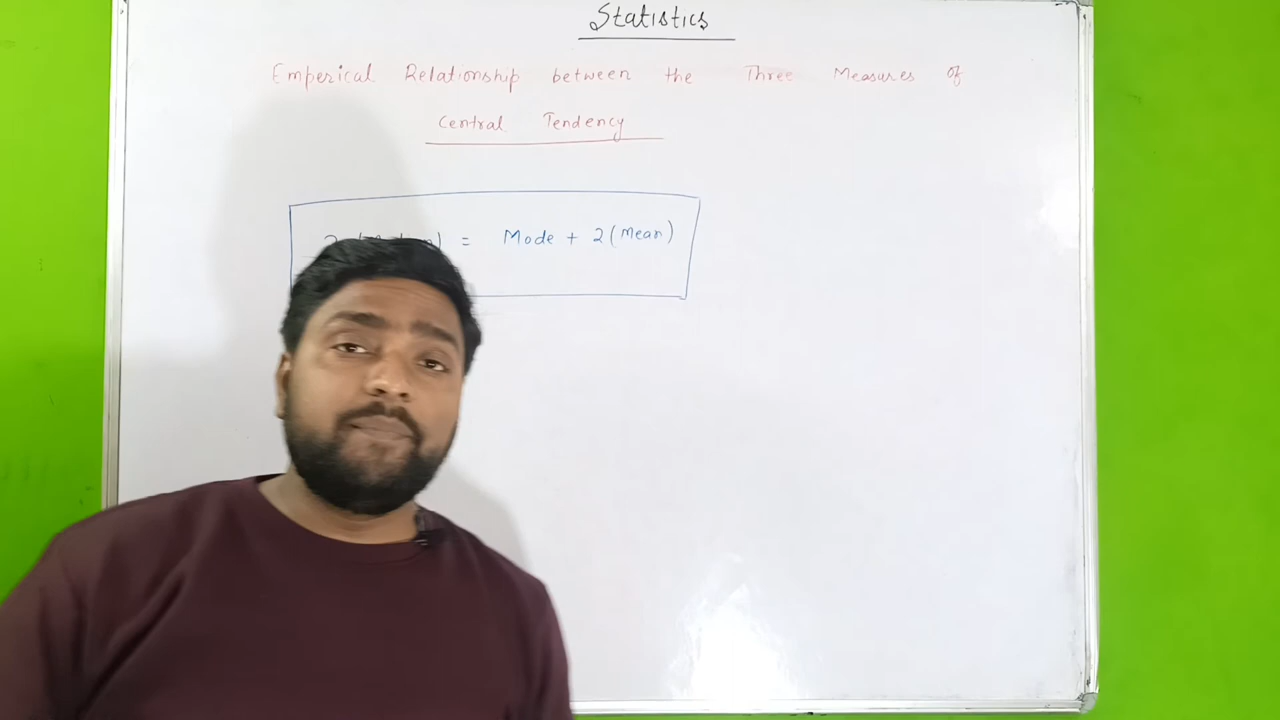 Statistics
Emperical Relationship between the Three Measures of
Central Tendency
= Mode + 2 (Mean)